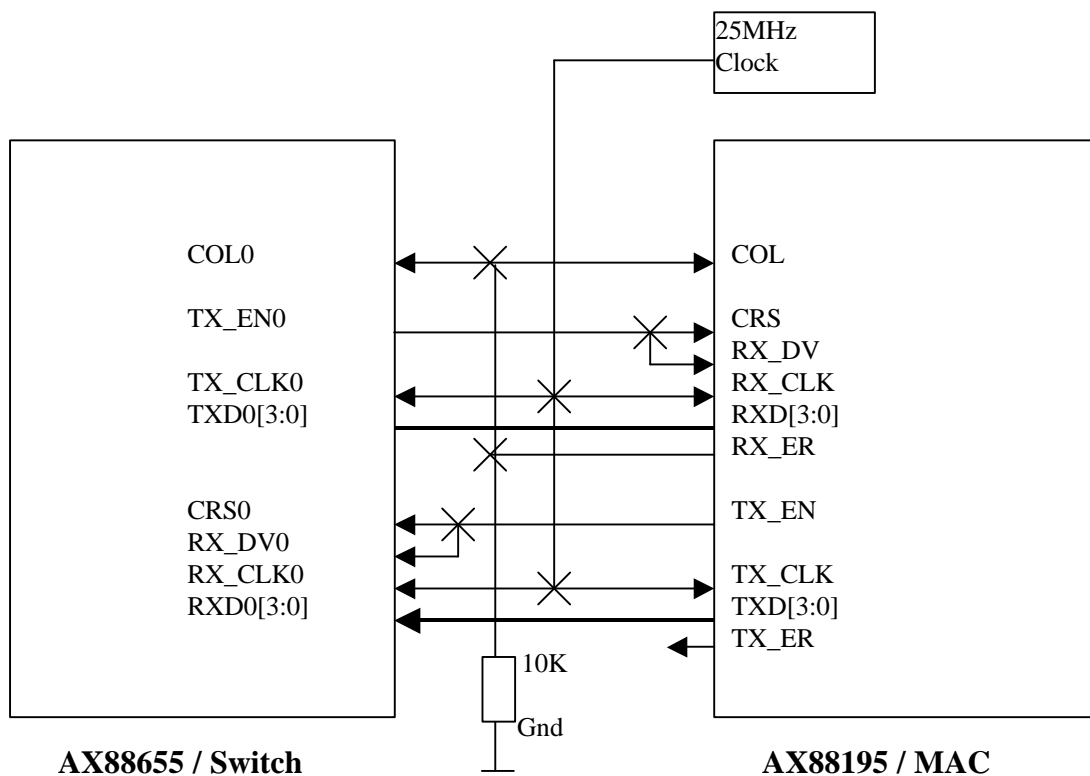 25MHz
Clock
COL0
COL
TX_EN0
CRS
RX_DV
TX_CLK0
RX_CLK
TXD0[3:0]
RXD[3:0]
RX_ER
CRS0
TX_EN
RX_DV0
RX_CLK0
TX_CLK
RXD0[3:0]
TXD[3:0]
TX_ER
10K
Gnd
AX88655 / Switch
AX88195 / MAC